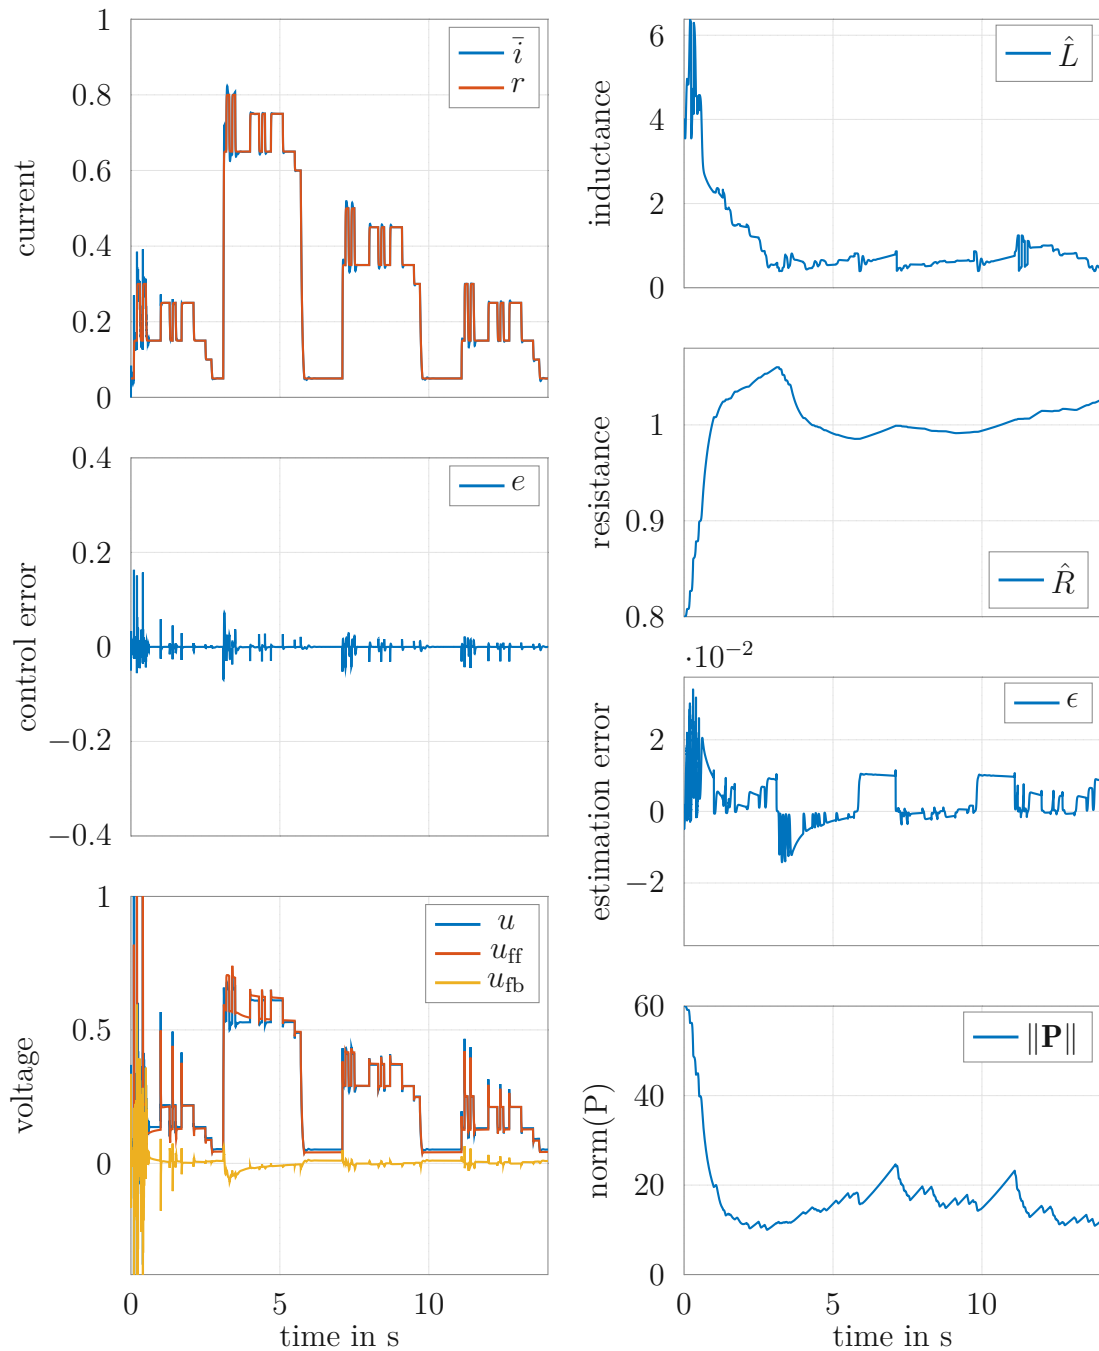 current
1
0.8
0.6
0.4
0.2
0
i̅
r
control error
0.4
0.2
0
−0.2
−0.4
e
voltage
1
0.5
0
u
u_ff
u_fb
0 5 10
time in s
inductance
6
4
2
0
L̂
resistance
1
0.9
0.8
R̂
·10⁻²
estimation error
2
0
−2
ϵ
norm(P)
60
40
20
0
‖P‖
0 5 10
time in s